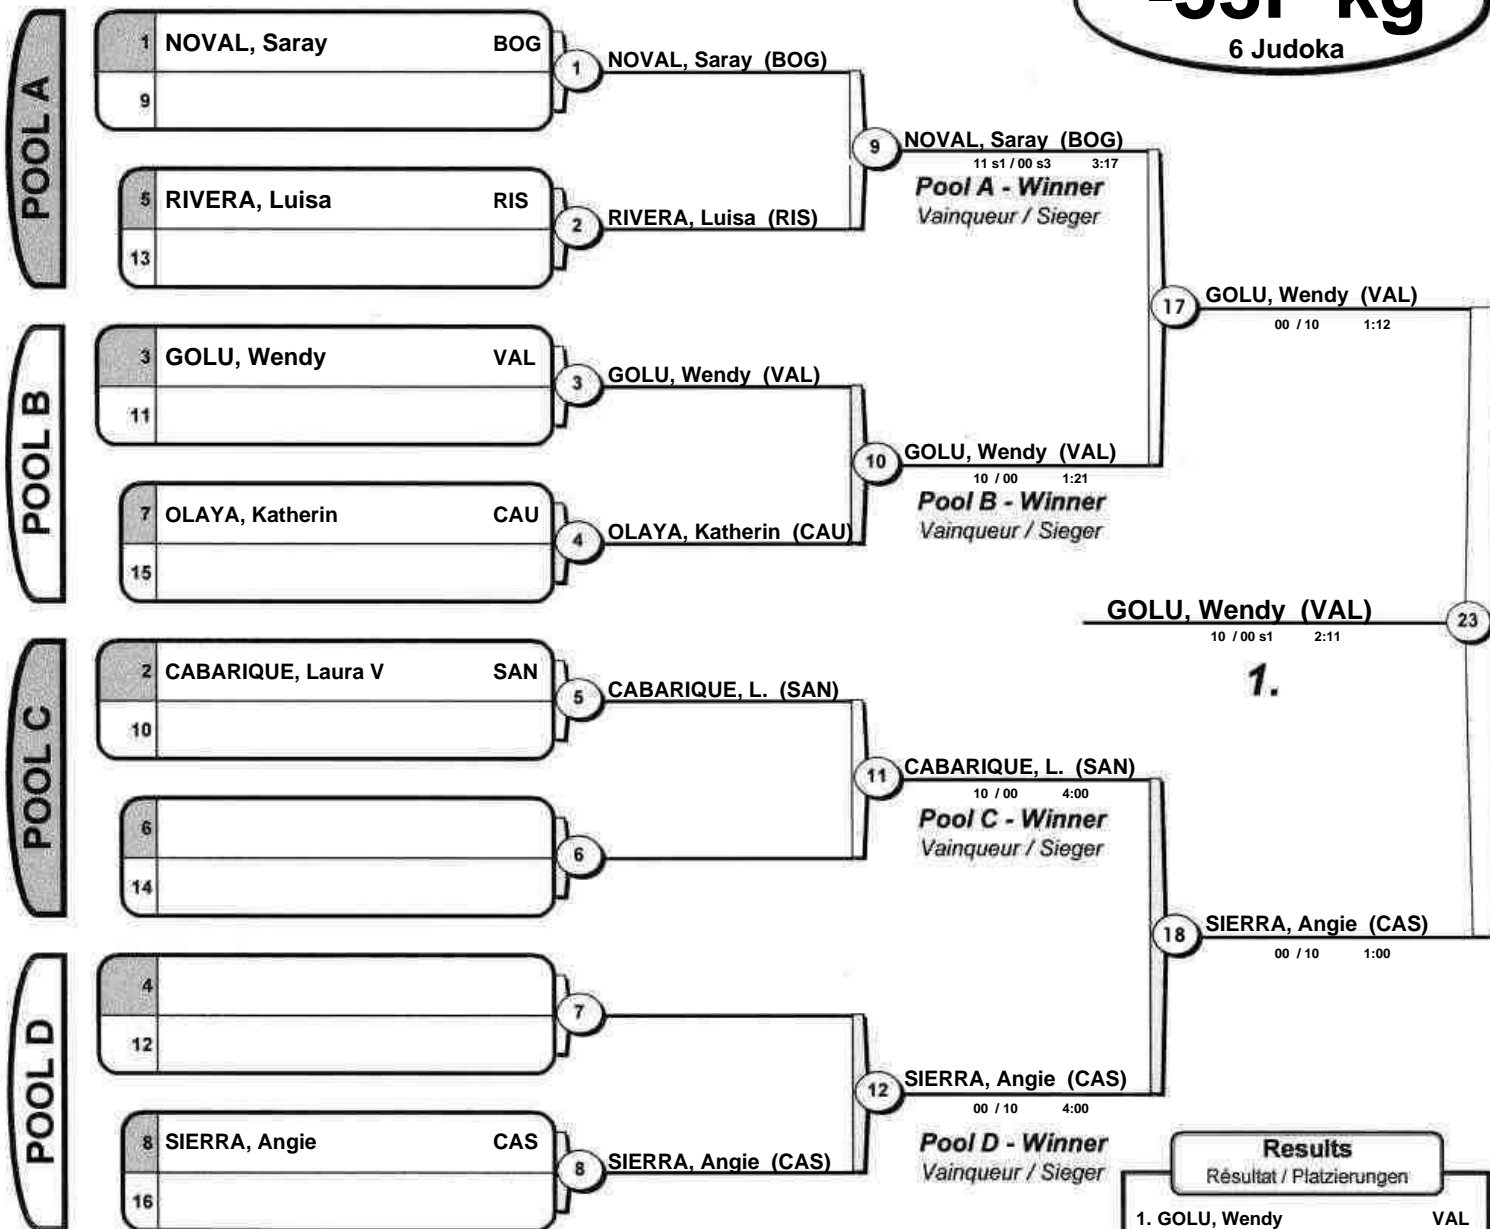 -55F kg
6 Judoka
POOL A
1 NOVAL, Saray BOG
9
1
NOVAL, Saray (BOG)
5 RIVERA, Luisa RIS
13
2
RIVERA, Luisa (RIS)
9
NOVAL, Saray (BOG)
11 s1 / 00 s3 3:17
Pool A - Winner
Vainqueur / Sieger
POOL B
3 GOLU, Wendy VAL
11
3
GOLU, Wendy (VAL)
7 OLAYA, Katherin CAU
15
4
OLAYA, Katherin (CAU)
10
GOLU, Wendy (VAL)
10 / 00 1:21
Pool B - Winner
Vainqueur / Sieger
17
GOLU, Wendy (VAL)
00 / 10 1:12
GOLU, Wendy (VAL)
23
10 / 00 s1 2:11
1.
POOL C
2 CABARIQUE, Laura V SAN
10
5
CABARIQUE, L. (SAN)
6
14
6
11
CABARIQUE, L. (SAN)
10 / 00 4:00
Pool C - Winner
Vainqueur / Sieger
18
SIERRA, Angie (CAS)
00 / 10 1:00
POOL D
4
12
7
8 SIERRA, Angie CAS
16
8
SIERRA, Angie (CAS)
12
SIERRA, Angie (CAS)
00 / 10 4:00
Pool D - Winner
Vainqueur / Sieger
Results
Résultat / Platzierungen
1. GOLU, Wendy VAL